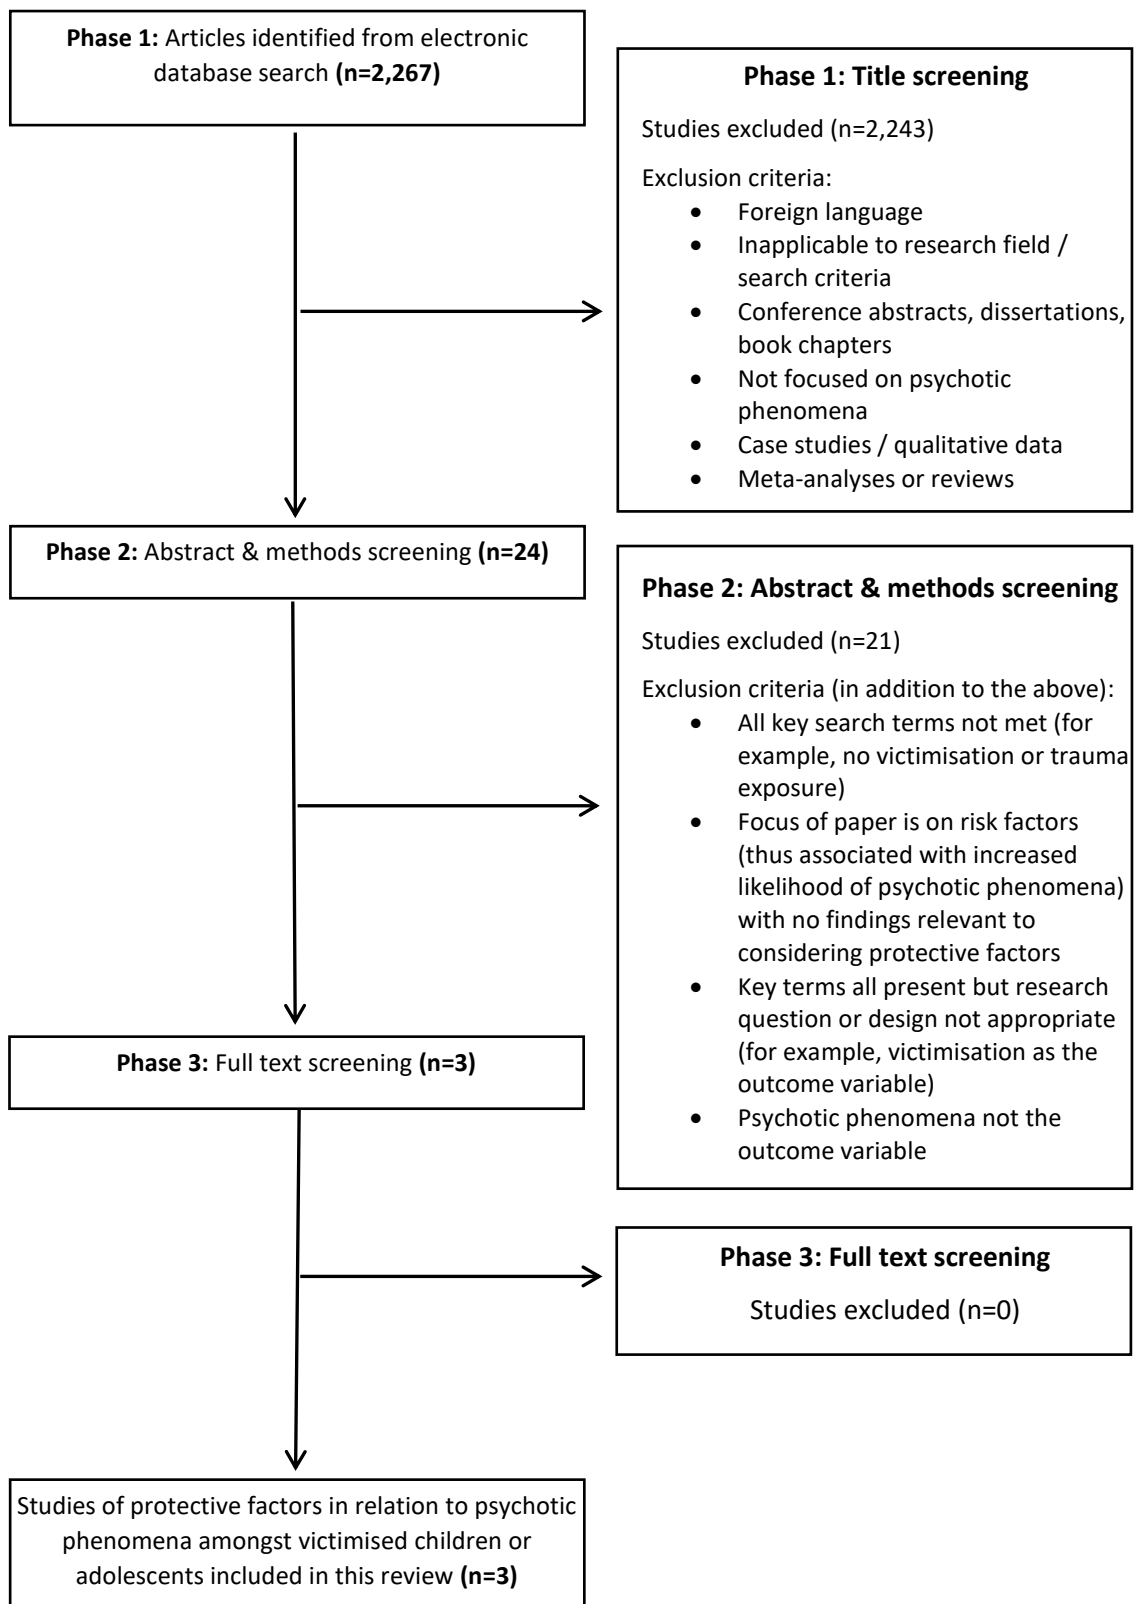 Phase 1: Articles identified from electronic
database search (n=2,267)
Phase 1: Title screening
Studies excluded (n=2,243)
Exclusion criteria:
• Foreign language
• Inapplicable to research field /
search criteria
• Conference abstracts, dissertations,
book chapters
• Not focused on psychotic
phenomena
• Case studies / qualitative data
• Meta-analyses or reviews
Phase 2: Abstract & methods screening (n=24)
Phase 2: Abstract & methods screening
Studies excluded (n=21)
Exclusion criteria (in addition to the above):
• All key search terms not met (for
example, no victimisation or trauma
exposure)
• Focus of paper is on risk factors
(thus associated with increased
likelihood of psychotic phenomena)
with no findings relevant to
considering protective factors
• Key terms all present but research
question or design not appropriate
(for example, victimisation as the
outcome variable)
• Psychotic phenomena not the
outcome variable
Phase 3: Full text screening (n=3)
Phase 3: Full text screening
Studies excluded (n=0)
Studies of protective factors in relation to psychotic
phenomena amongst victimised children or
adolescents included in this review (n=3)